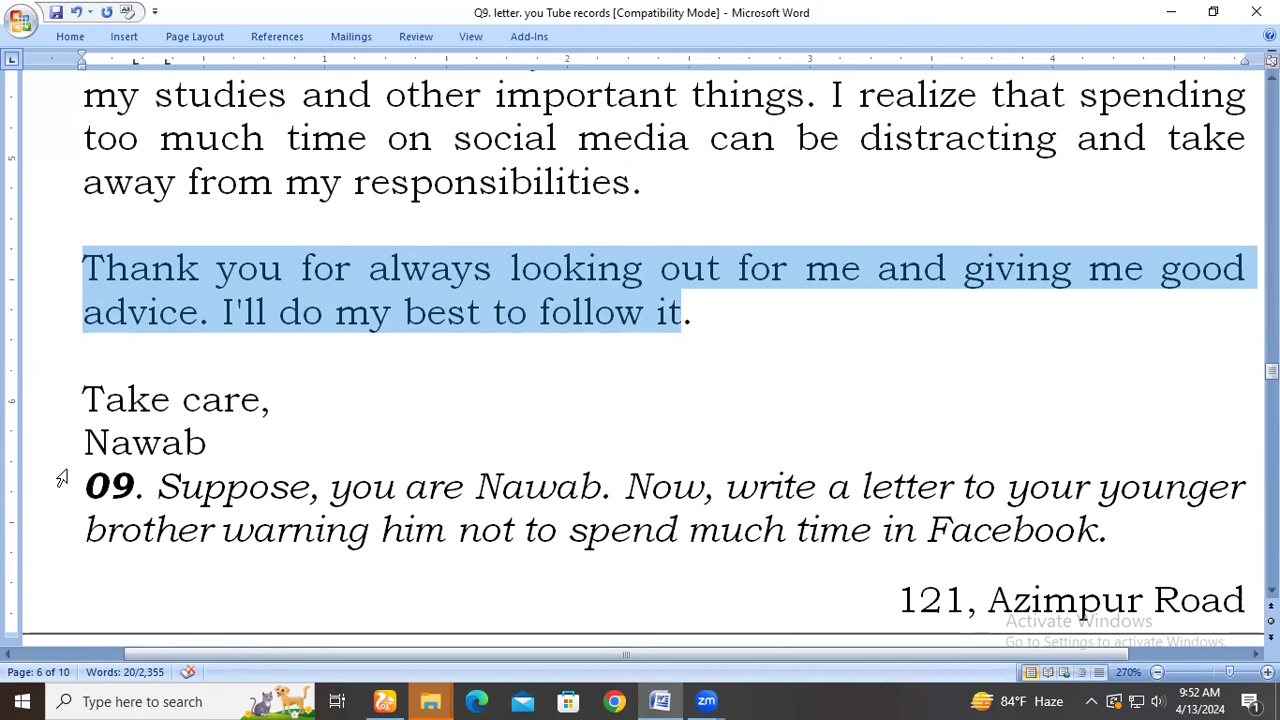 Q9. letter. you Tube records [Compatibility Mode] - Microsoft Word
Home Insert Page Layout References Mailings Review View Add-Ins
1 2 3 4
my studies and other important things. I realize that spending
too much time on social media can be distracting and take
away from my responsibilities.
Thank you for always looking out for me and giving me good
advice. I'll do my best to follow it.
Take care,
Nawab
09. Suppose, you are Nawab. Now, write a letter to your younger
brother warning him not to spend much time in Facebook.
121, Azimpur Road
Activate Windows
Go to Settings to activate Windows.
Page: 6 of 10 Words: 20/2,355 270%
Type here to search 84°F Haze 9:52 AM
4/13/2024